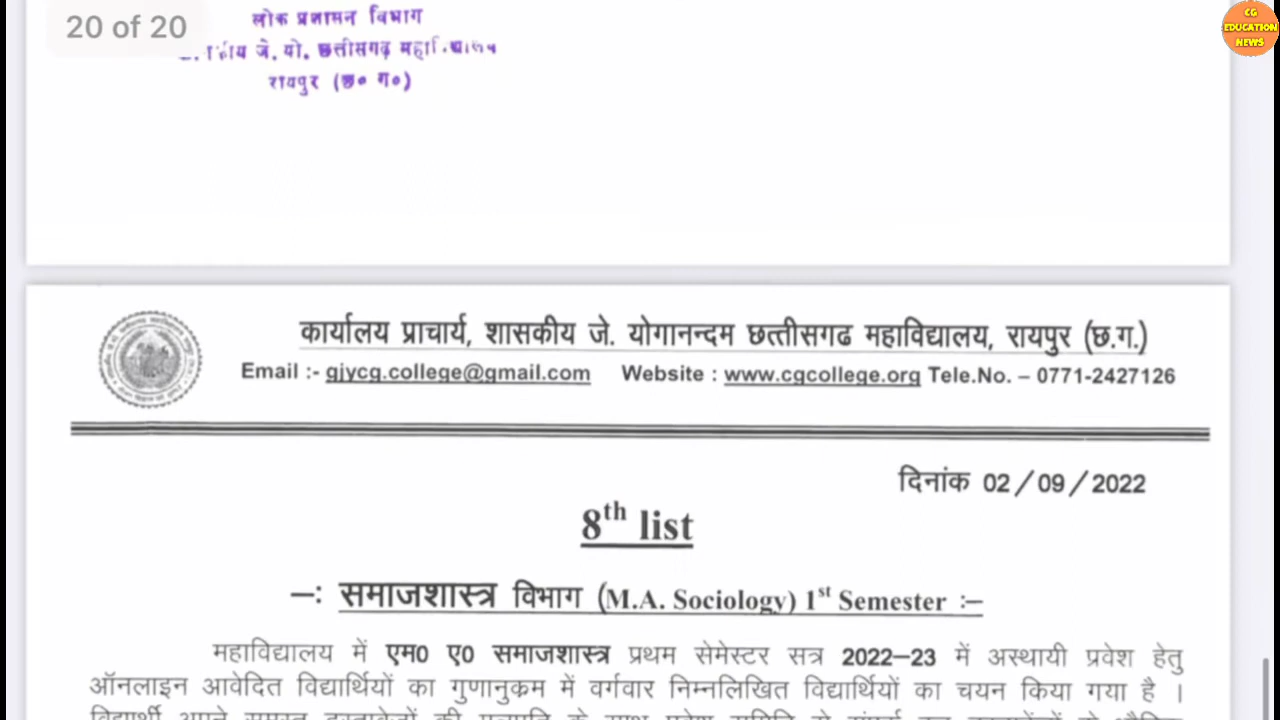 20 of 20
CG
EDUCATION
NEWS
लोक प्रशासन विभाग
जे. यो. छत्तीसगढ़
रायपुर (छ० ग०)
कार्यालय प्राचार्य, शासकीय जे. योगानन्दम छत्तीसगढ महाविद्यालय, रायपुर (छ.ग.)
Email :- gjycg.college@gmail.com Website : www.cgcollege.org Tele.No. – 0771-2427126
दिनांक 02/09/2022
8th list
–: समाजशास्त्र विभाग (M.A. Sociology) 1st Semester :–
महाविद्यालय में एम0 ए0 समाजशास्त्र प्रथम सेमेस्टर सत्र 2022–23 में अस्थायी प्रवेश हेतु
ऑनलाइन आवेदित विद्यार्थियों का गुणानुकम में वर्गवार निम्नलिखित विद्यार्थियों का चयन किया गया है ।